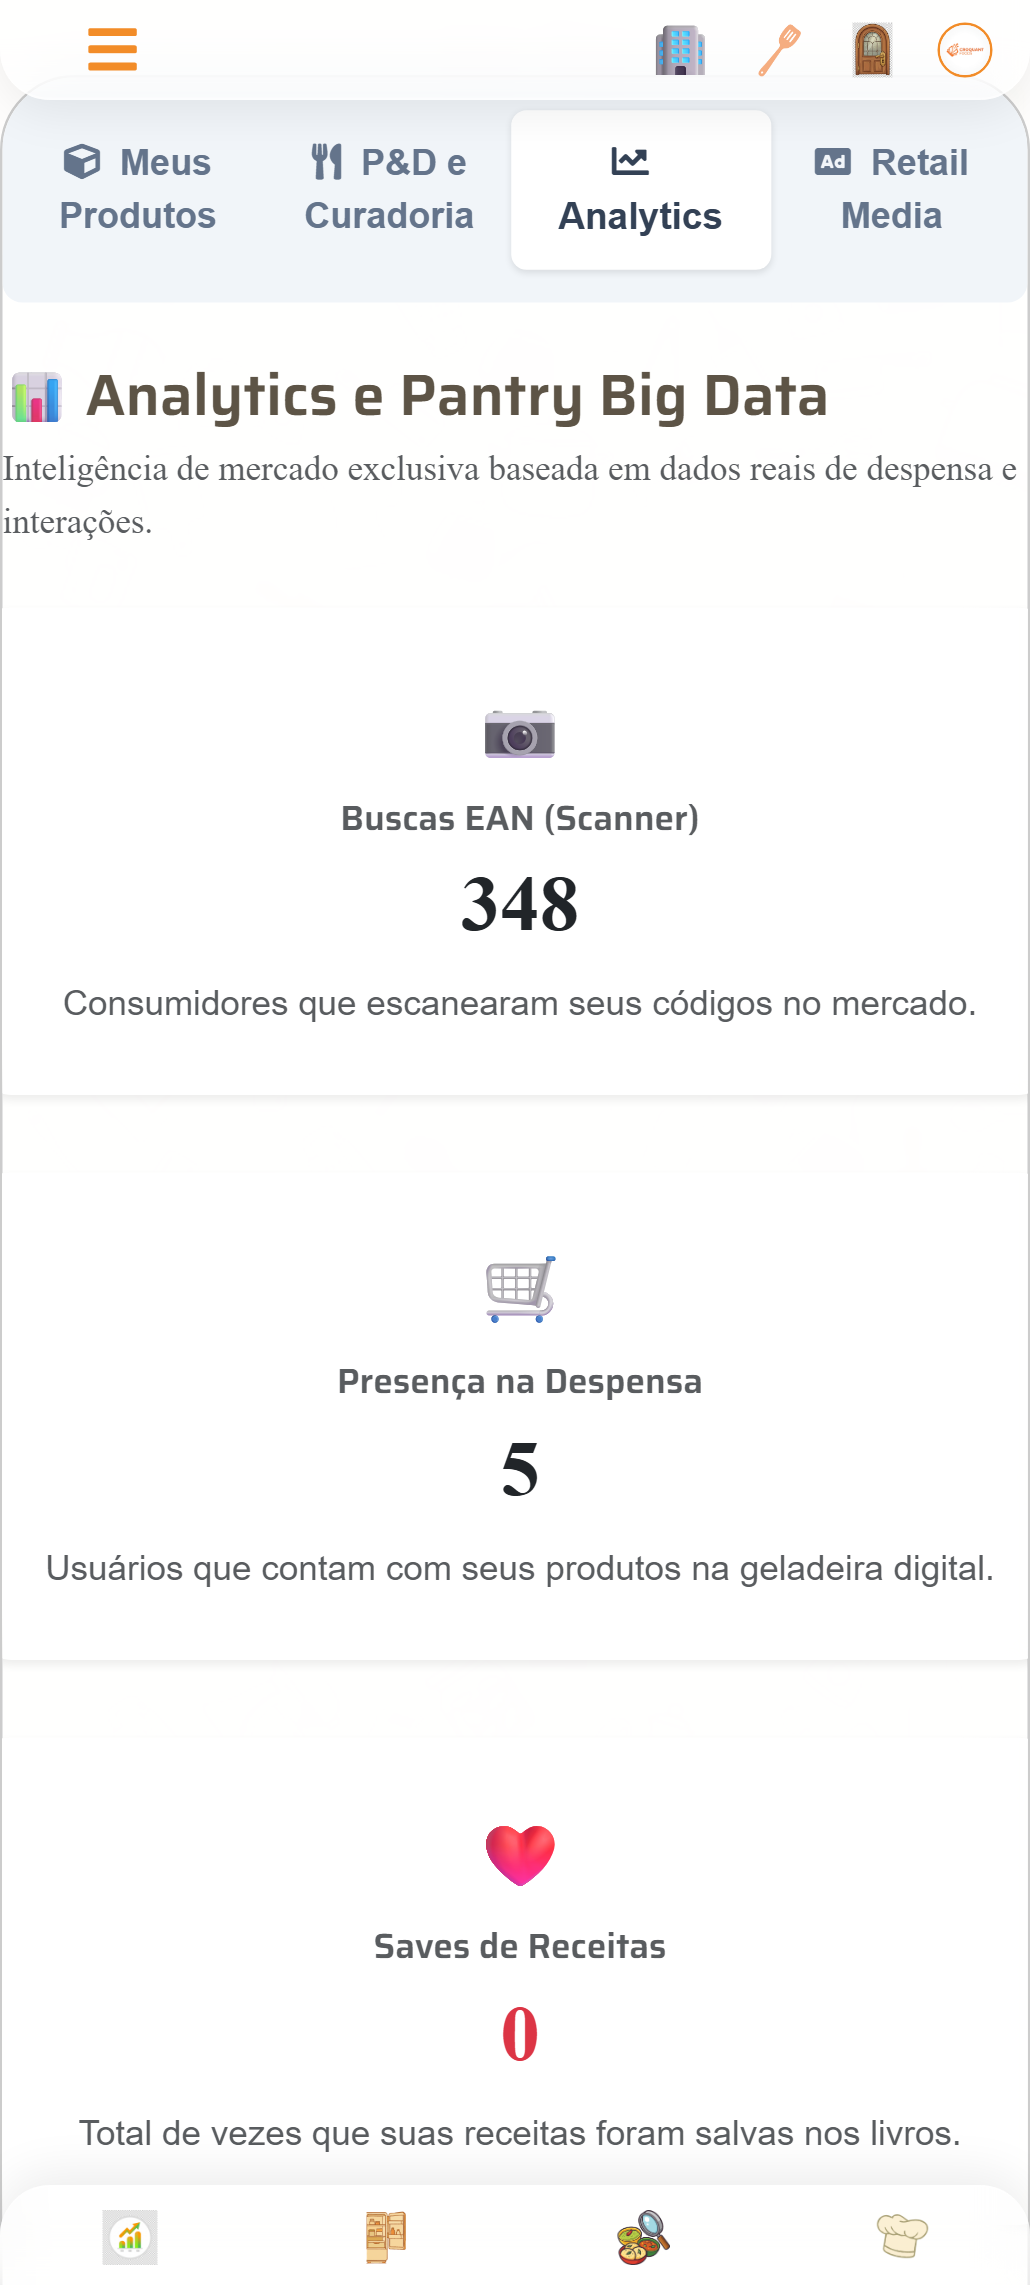 Meus Produtos
P&D e Curadoria
Analytics
Ad Retail Media
Analytics e Pantry Big Data
Inteligência de mercado exclusiva baseada em dados reais de despensa e
interações.
Buscas EAN (Scanner)
348
Consumidores que escanearam seus códigos no mercado.
Presença na Despensa
5
Usuários que contam com seus produtos na geladeira digital.
Saves de Receitas
0
Total de vezes que suas receitas foram salvas nos livros.